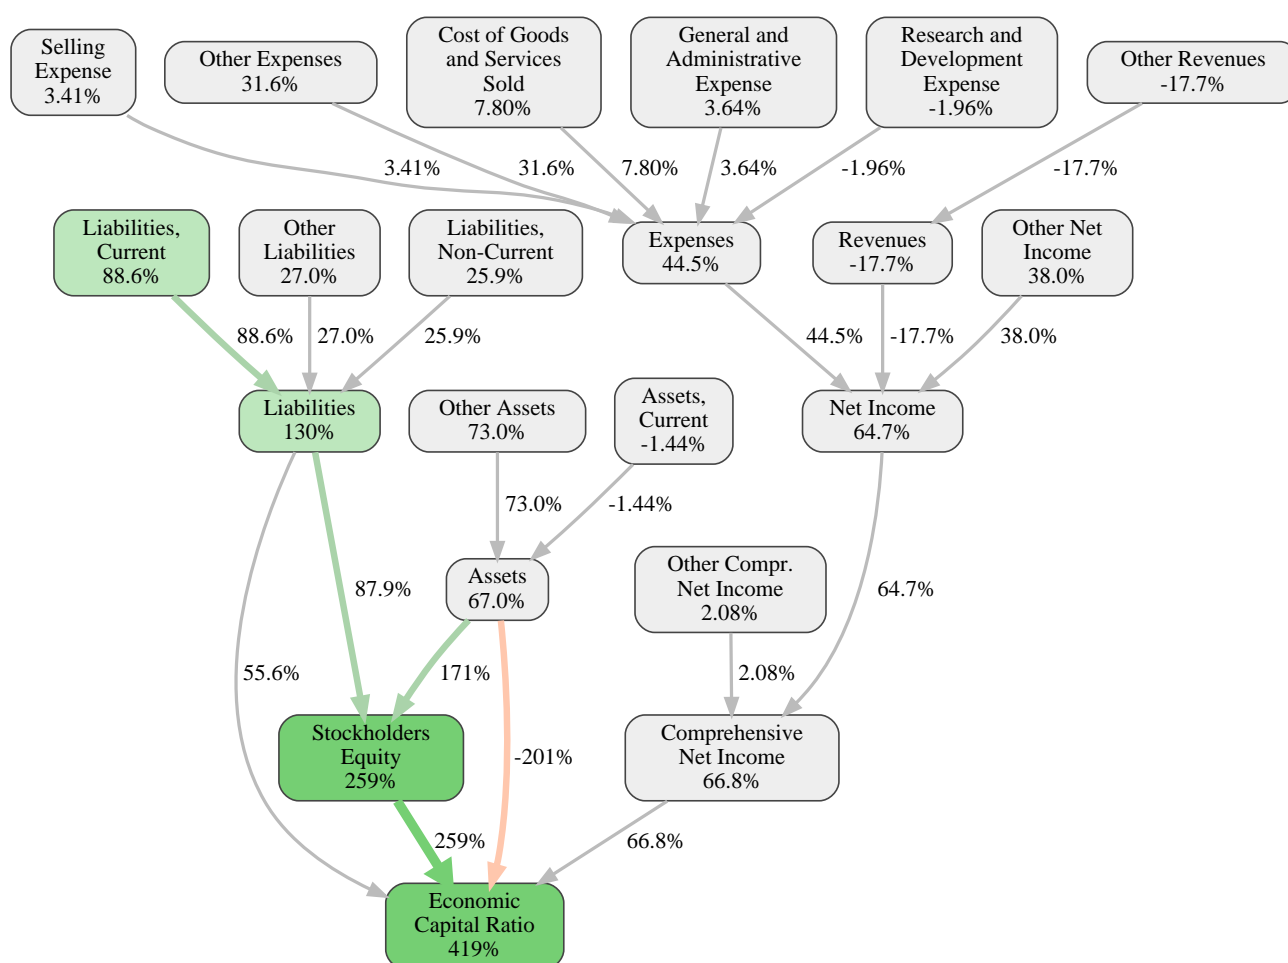 Selling
Expense
3.41%
Other Expenses
31.6%
Cost of Goods
and Services
Sold
7.80%
General and
Administrative
Expense
3.64%
Research and
Development
Expense
-1.96%
Other Revenues
-17.7%
3.41%
31.6%
7.80%
3.64%
-1.96%
-17.7%
Liabilities,
Current
88.6%
Other
Liabilities
27.0%
Liabilities,
Non-Current
25.9%
Expenses
44.5%
Revenues
-17.7%
Other Net
Income
38.0%
88.6%
27.0%
25.9%
44.5%
-17.7%
38.0%
Liabilities
130%
Other Assets
73.0%
Assets,
Current
-1.44%
Net Income
64.7%
73.0%
-1.44%
Assets
67.0%
Other Compr.
Net Income
2.08%
87.9%
64.7%
55.6%
171%
2.08%
Stockholders
Equity
259%
-201%
Comprehensive
Net Income
66.8%
259%
66.8%
Economic
Capital Ratio
419%